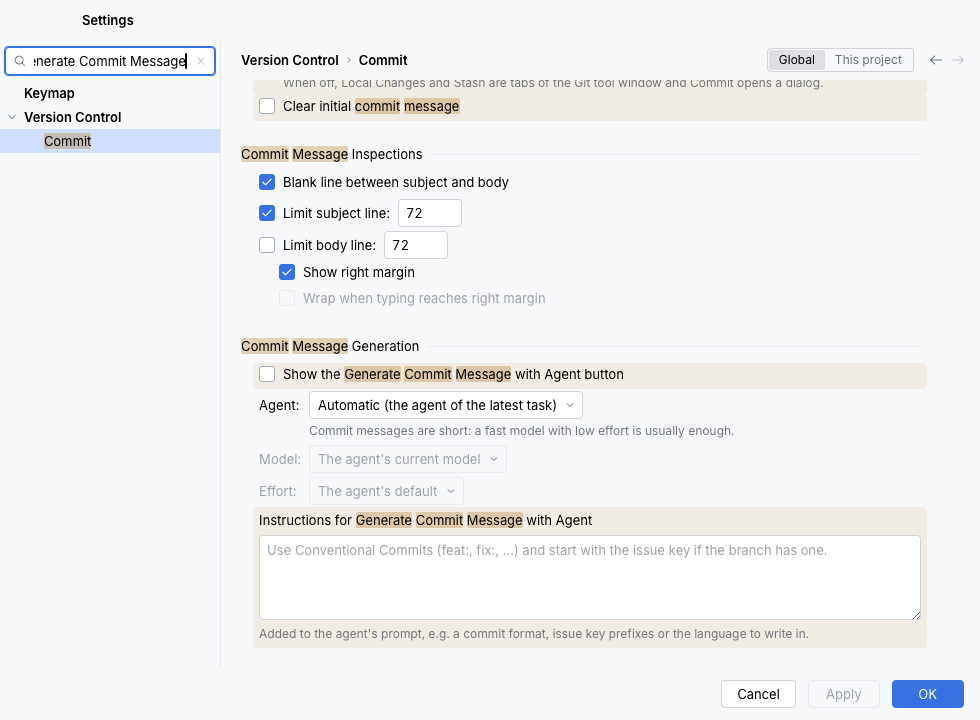 Settings
enerate Commit Message
Keymap
Version Control
Commit
Version Control › Commit
Global
This project
When off, Local Changes and Stash are tabs of the Git tool window and Commit opens a dialog.
Clear initial commit message
Commit Message Inspections
Blank line between subject and body
Limit subject line: 72
Limit body line: 72
Show right margin
Wrap when typing reaches right margin
Commit Message Generation
Show the Generate Commit Message with Agent button
Agent: Automatic (the agent of the latest task)
Commit messages are short: a fast model with low effort is usually enough.
Model: The agent's current model
Effort: The agent's default
Instructions for Generate Commit Message with Agent
Use Conventional Commits (feat:, fix:, ...) and start with the issue key if the branch has one.
Added to the agent's prompt, e.g. a commit format, issue key prefixes or the language to write in.
Cancel
Apply
OK